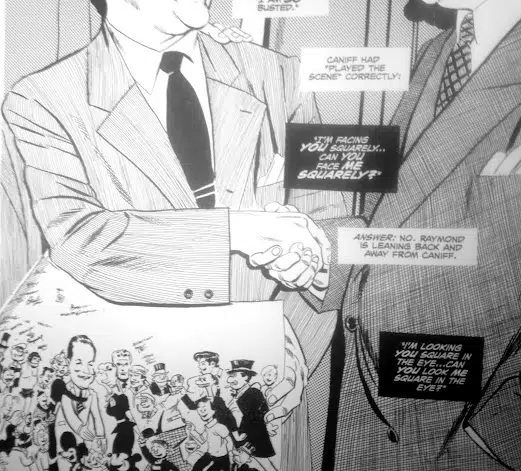 I AM SO
BUSTED."
CANIFF HAD
"PLAYED THE
SCENE" CORRECTLY:
"I'M FACING
YOU SQUARELY..
CAN YOU
FACE ME
SQUARELY?"
ANSWER: NO. RAYMOND
IS LEANING BACK AND
AWAY FROM CANIFF.
"I'M LOOKING
YOU SQUARE IN
THE EYE...CAN
YOU LOOK ME
SQUARE IN THE
EYE?"